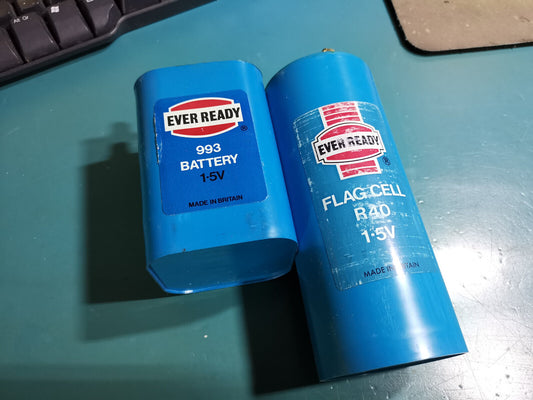 EVER READY
®
993
BATTERY
1·5V
MADE IN BRITAIN
EVER READY
®
FLAG CELL
R40
1·5V
MADE IN BRITAIN